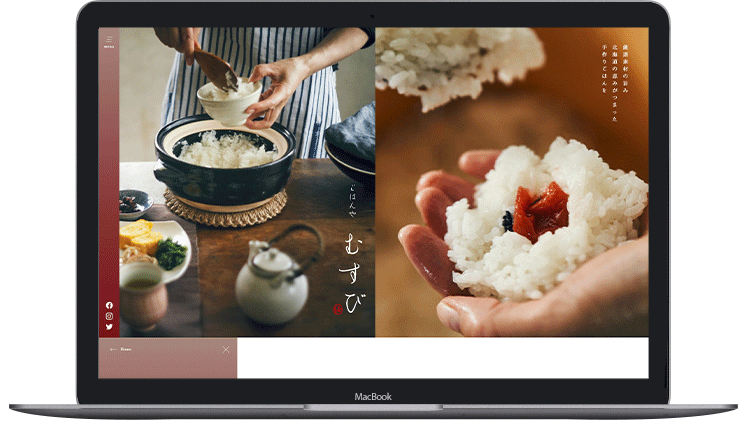 厳選素材の旨み
北海道の恵みがつまった
手作りごはんを
ごはんや
むすび
MacBook